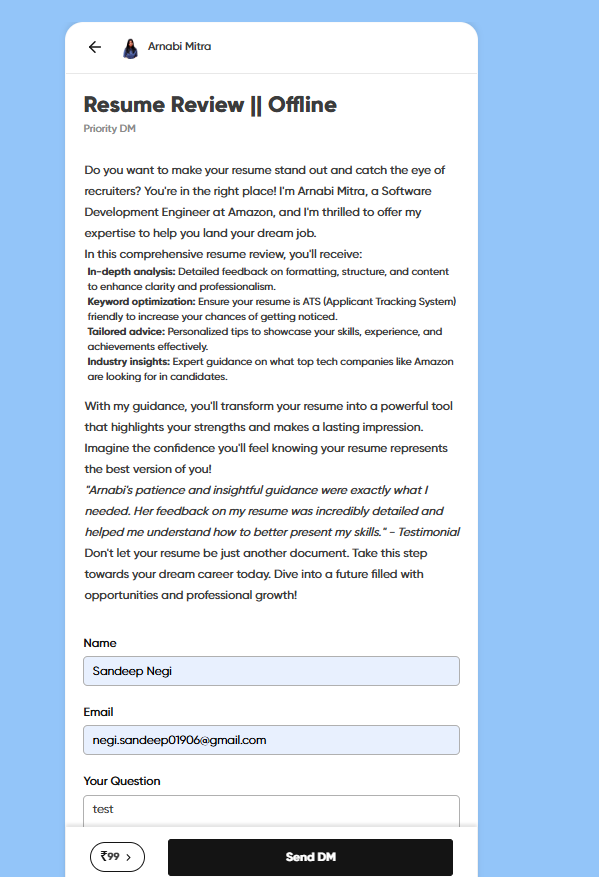 Arnabi Mitra
Resume Review || Offline
Priority DM
Do you want to make your resume stand out and catch the eye of
recruiters? You're in the right place! I'm Arnabi Mitra, a Software
Development Engineer at Amazon, and I'm thrilled to offer my
expertise to help you land your dream job.
In this comprehensive resume review, you'll receive:
In-depth analysis: Detailed feedback on formatting, structure, and content
to enhance clarity and professionalism.
Keyword optimization: Ensure your resume is ATS (Applicant Tracking System)
friendly to increase your chances of getting noticed.
Tailored advice: Personalized tips to showcase your skills, experience, and
achievements effectively.
Industry insights: Expert guidance on what top tech companies like Amazon
are looking for in candidates.
With my guidance, you'll transform your resume into a powerful tool
that highlights your strengths and makes a lasting impression.
Imagine the confidence you'll feel knowing your resume represents
the best version of you!
"Arnabi's patience and insightful guidance were exactly what I
needed. Her feedback on my resume was incredibly detailed and
helped me understand how to better present my skills." - Testimonial
Don't let your resume be just another document. Take this step
towards your dream career today. Dive into a future filled with
opportunities and professional growth!
Name
Sandeep Negi
Email
negi.sandeep01906@gmail.com
Your Question
test
₹99 >
Send DM